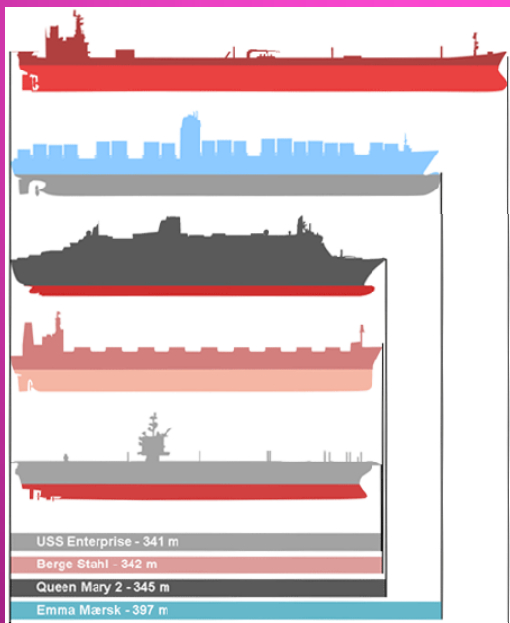 USS Enterprise - 341 m
Berge Stahl - 342 m
Queen Mary 2 - 345 m
Emma Mærsk - 397 m